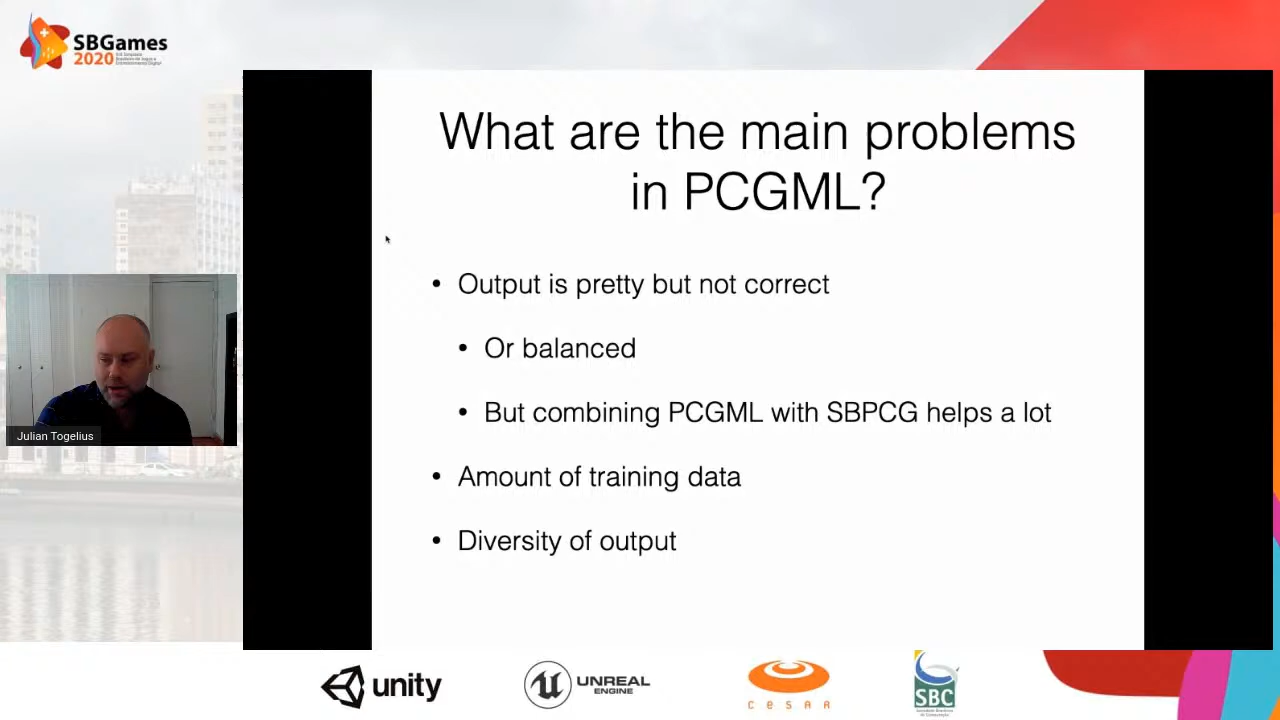 SBGames
2020
What are the main problems
in PCGML?
• Output is pretty but not correct
• Or balanced
• But combining PCGML with SBPCG helps a lot
• Amount of training data
• Diversity of output
Julian Togelius
unity
UNREAL
ENGINE
cesar
SBC